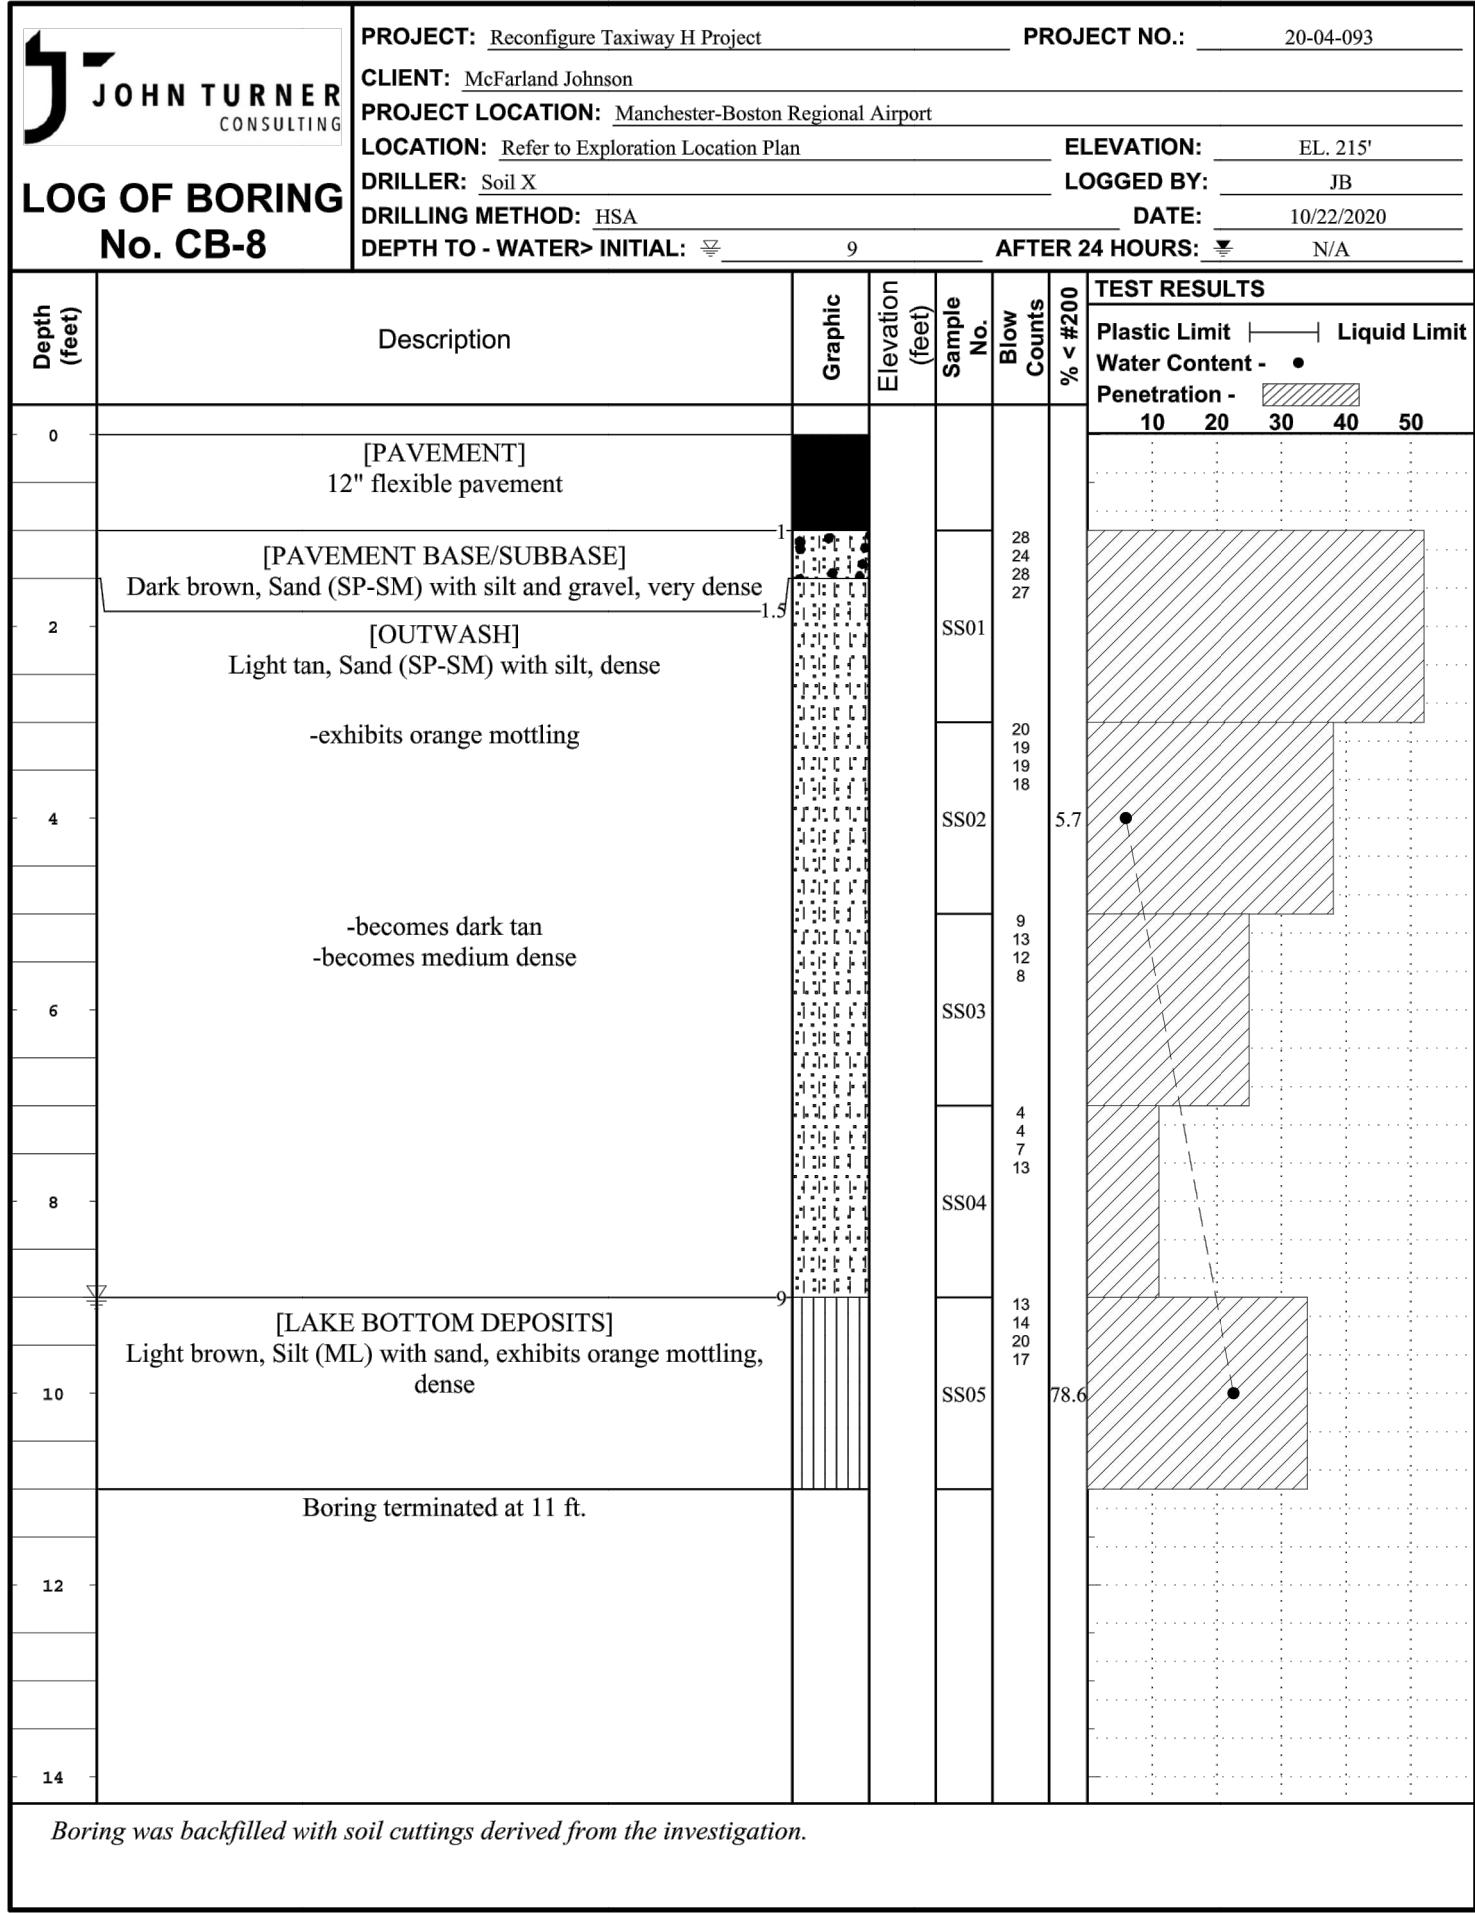 JOHN TURNER
CONSULTING
LOG OF BORING
No. CB-8
PROJECT: Reconfigure Taxiway H Project PROJECT NO.: 20-04-093
CLIENT: McFarland Johnson
PROJECT LOCATION: Manchester-Boston Regional Airport
LOCATION: Refer to Exploration Location Plan ELEVATION: EL. 215'
DRILLER: Soil X LOGGED BY: JB
DRILLING METHOD: HSA DATE: 10/22/2020
DEPTH TO - WATER> INITIAL: 9 AFTER 24 HOURS: N/A
Depth
(feet)
Description
Graphic
Elevation
(feet)
Sample
No.
Blow
Counts
% < #200
TEST RESULTS
Plastic Limit Liquid Limit
Water Content -
Penetration -
10 20 30 40 50
0
[PAVEMENT]
12" flexible pavement
1
[PAVEMENT BASE/SUBBASE]
Dark brown, Sand (SP-SM) with silt and gravel, very dense
1.5
28
24
28
27
2
[OUTWASH]
Light tan, Sand (SP-SM) with silt, dense
SS01
-exhibits orange mottling
20
19
19
18
4
SS02
5.7
-becomes dark tan
-becomes medium dense
9
13
12
8
6
SS03
4
4
7
13
8
SS04
9
[LAKE BOTTOM DEPOSITS]
Light brown, Silt (ML) with sand, exhibits orange mottling,
dense
13
14
20
17
10
SS05
78.6
Boring terminated at 11 ft.
12
14
Boring was backfilled with soil cuttings derived from the investigation.